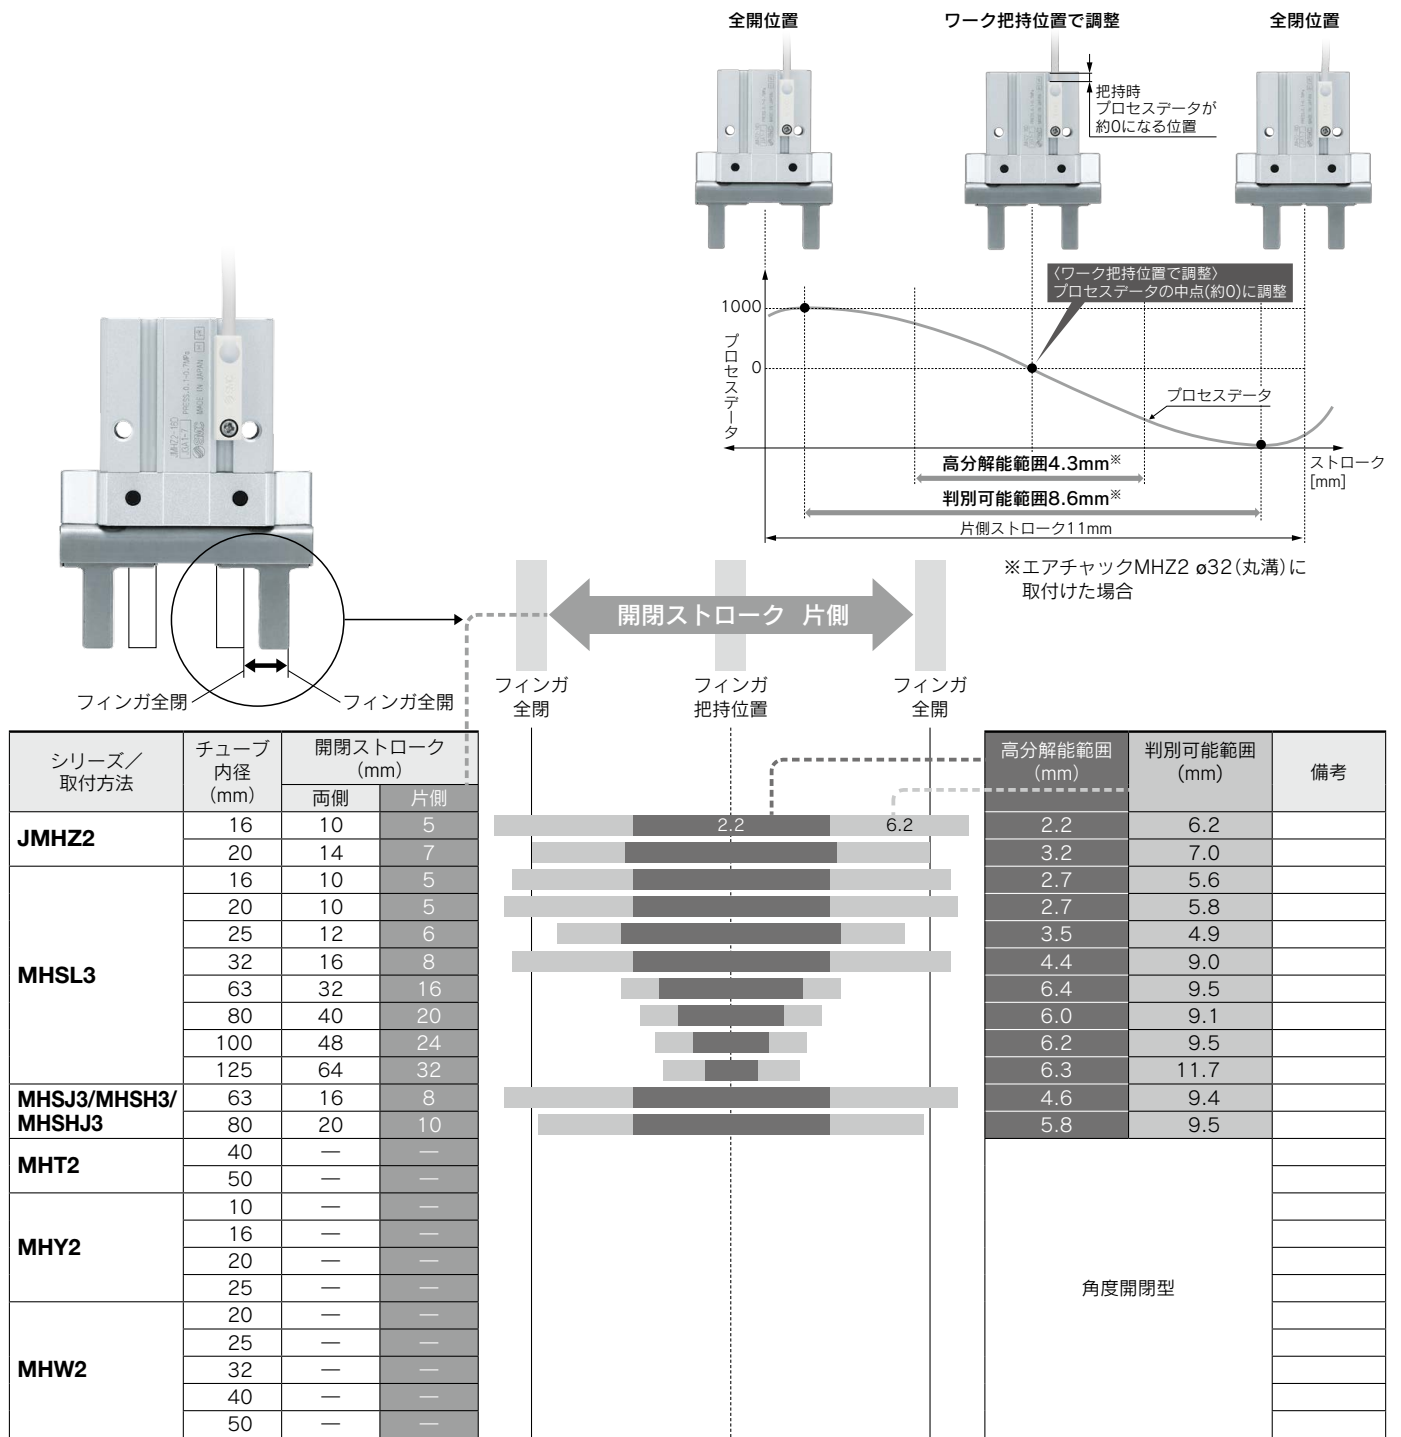 全開位置
ワーク把持位置で調整
全閉位置
把持時
プロセスデータが
約0になる位置
〈ワーク把持位置で調整〉
プロセスデータの中点(約0)に調整
1000
0
プロセスデータ
プロセスデータ
高分解能範囲4.3mm※
判別可能範囲8.6mm※
片側ストローク11mm
ストローク
[mm]
※エアチャックMHZ2 ø32(丸溝)に
取付けた場合
PRESS. 0.1~0.7MPa
MADE IN JAPAN
SMC
フィンガ全閉
フィンガ全開
開閉ストローク 片側
フィンガ
全閉
フィンガ
把持位置
フィンガ
全開
シリーズ/
取付方法
チューブ
内径
(mm)
開閉ストローク
(mm)
両側 片側
高分解能範囲
(mm)
判別可能範囲
(mm)
備考
JMHZ2
16 10 5 2.2 6.2 2.2 6.2
20 14 7 3.2 7.0
MHSL3
16 10 5 2.7 5.6
20 10 5 2.7 5.8
25 12 6 3.5 4.9
32 16 8 4.4 9.0
63 32 16 6.4 9.5
80 40 20 6.0 9.1
100 48 24 6.2 9.5
125 64 32 6.3 11.7
MHSJ3/MHSH3/
MHSHJ3
63 16 8 4.6 9.4
80 20 10 5.8 9.5
MHT2
40 — —
50 — —
MHY2
10 — —
16 — —
20 — —
25 — —
角度開閉型
MHW2
20 — —
25 — —
32 — —
40 — —
50 — —